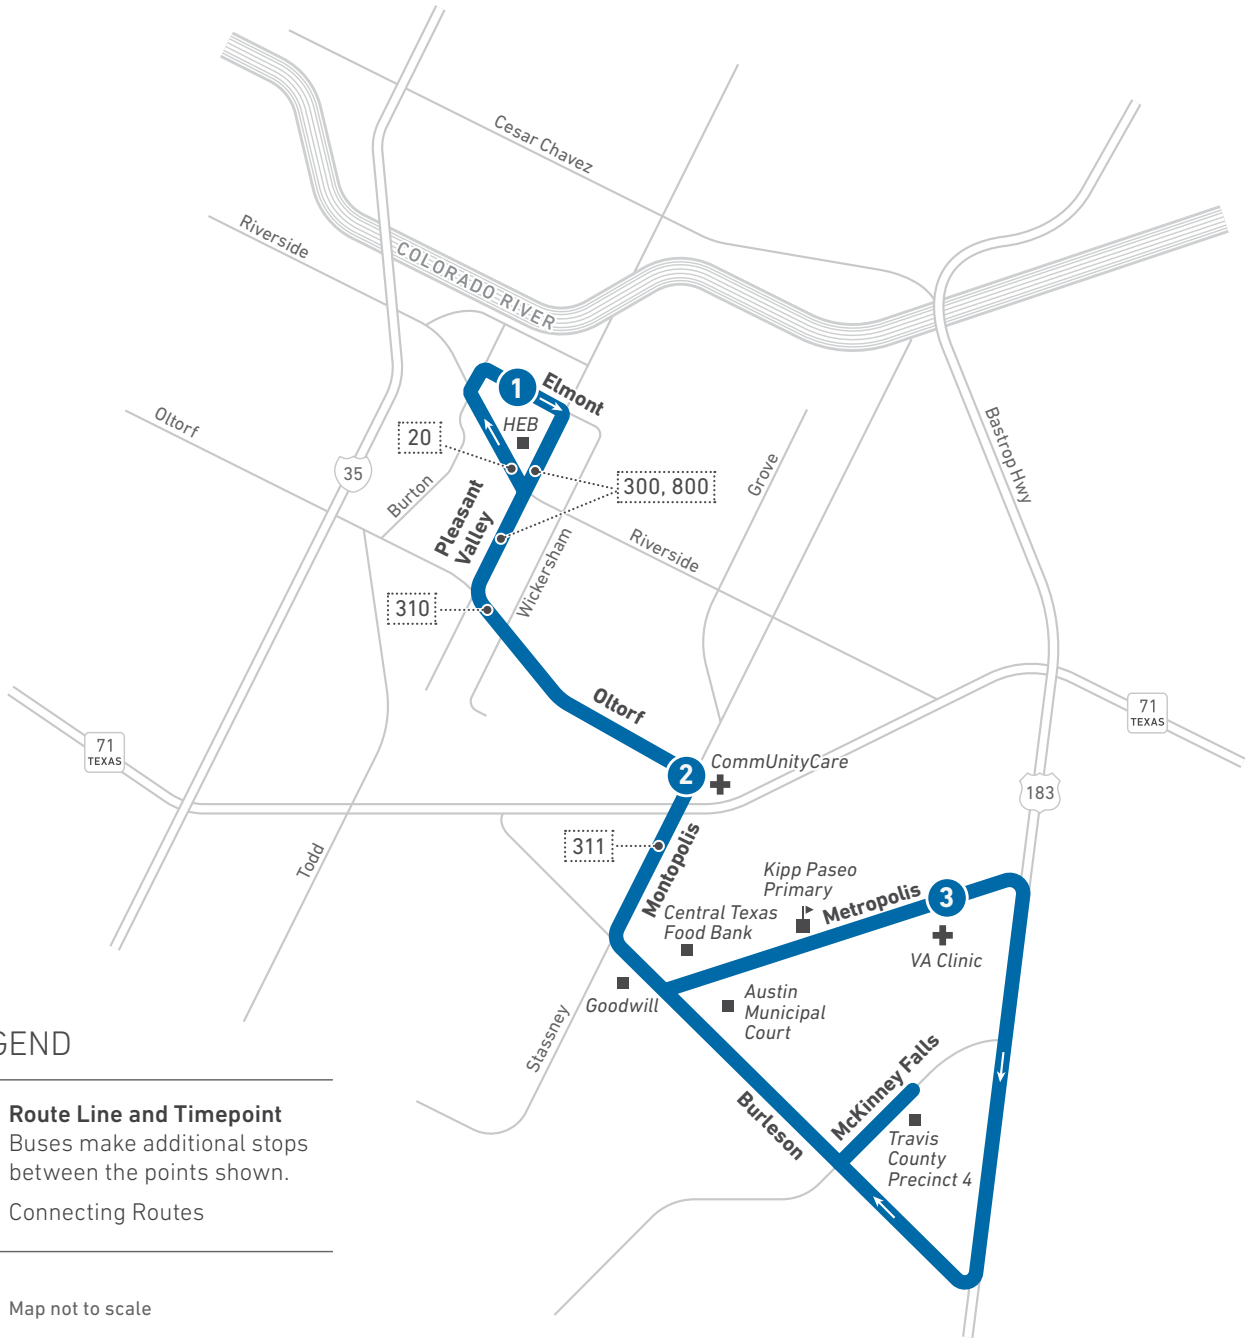 Cesar Chavez
Riverside
COLORADO RIVER
1
Elmont
HEB
Oltorf
20
35
Burton
Pleasant
Valley
300, 800
Grove
Bastrop Hwy
Riverside
Wickersham
310
Oltorf
71
TEXAS
71
TEXAS
2
CommUnityCare
183
311
Montopolis
Todd
Kipp Paseo
Primary
Metropolis
3
Central Texas
Food Bank
VA Clinic
Goodwill
Austin
Municipal
Court
Stassney
McKinney Falls
Burleson
Travis
County
Precinct 4
GEND
Route Line and Timepoint
Buses make additional stops
between the points shown.
Connecting Routes
Map not to scale